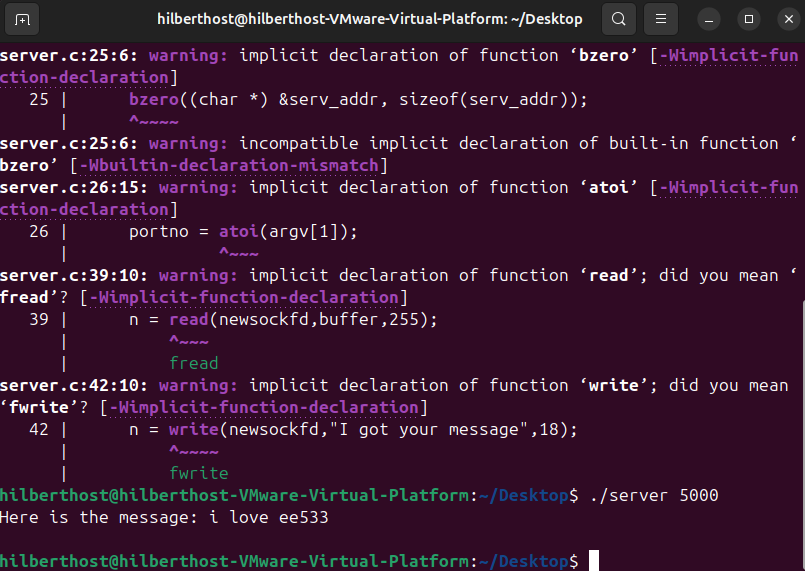 hilberthost@hilberthost-VMware-Virtual-Platform: ~/Desktop
server.c:25:6: warning: implicit declaration of function ‘bzero’ [-Wimplicit-fun
ction-declaration]
   25 |      bzero((char *) &serv_addr, sizeof(serv_addr));
      |      ^~~~~
server.c:25:6: warning: incompatible implicit declaration of built-in function ‘
bzero’ [-Wbuiltin-declaration-mismatch]
server.c:26:15: warning: implicit declaration of function ‘atoi’ [-Wimplicit-fun
ction-declaration]
   26 |      portno = atoi(argv[1]);
      |               ^~~~
server.c:39:10: warning: implicit declaration of function ‘read’; did you mean ‘
fread’? [-Wimplicit-function-declaration]
   39 |      n = read(newsockfd,buffer,255);
      |          ^~~~
      |          fread
server.c:42:10: warning: implicit declaration of function ‘write’; did you mean
‘fwrite’? [-Wimplicit-function-declaration]
   42 |      n = write(newsockfd,"I got your message",18);
      |          ^~~~~
      |          fwrite
hilberthost@hilberthost-VMware-Virtual-Platform:~/Desktop$ ./server 5000
Here is the message: i love ee533
hilberthost@hilberthost-VMware-Virtual-Platform:~/Desktop$